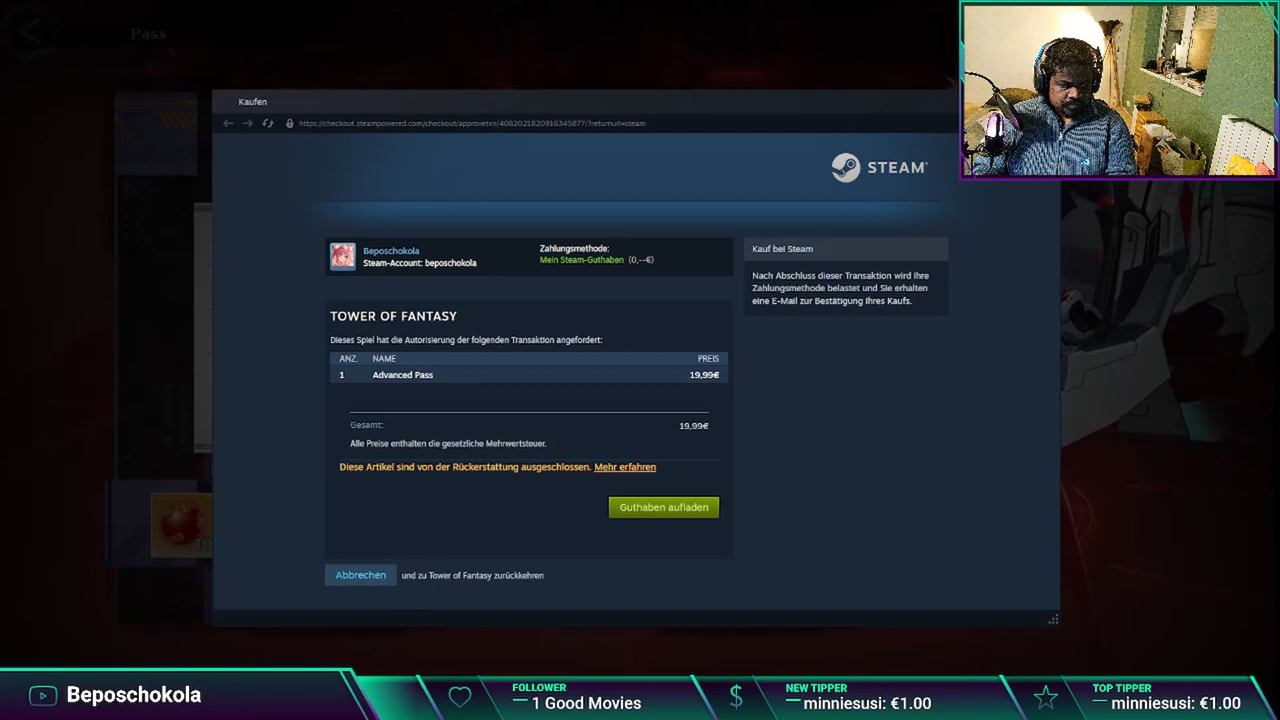 Pass
Kaufen
https://checkout.steampowered.com/checkout/approvetxn/4082021820916345877/?returnurl=steam
STEAM
Beposchokola
Steam-Account: beposchokola
Zahlungsmethode:
Mein Steam-Guthaben (0,--€)
Kauf bei Steam
Nach Abschluss dieser Transaktion wird Ihre
Zahlungsmethode belastet und Sie erhalten
eine E-Mail zur Bestätigung Ihres Kaufs.
TOWER OF FANTASY
Dieses Spiel hat die Autorisierung der folgenden Transaktion angefordert:
ANZ. NAME PREIS
1 Advanced Pass 19,99€
Gesamt: 19,99€
Alle Preise enthalten die gesetzliche Mehrwertsteuer.
Diese Artikel sind von der Rückerstattung ausgeschlossen. Mehr erfahren
Guthaben aufladen
10
Abbrechen und zu Tower of Fantasy zurückkehren
Beposchokola
FOLLOWER
1 Good Movies
$
NEW TIPPER
minniesusi: €1.00
TOP TIPPER
minniesusi: €1.00